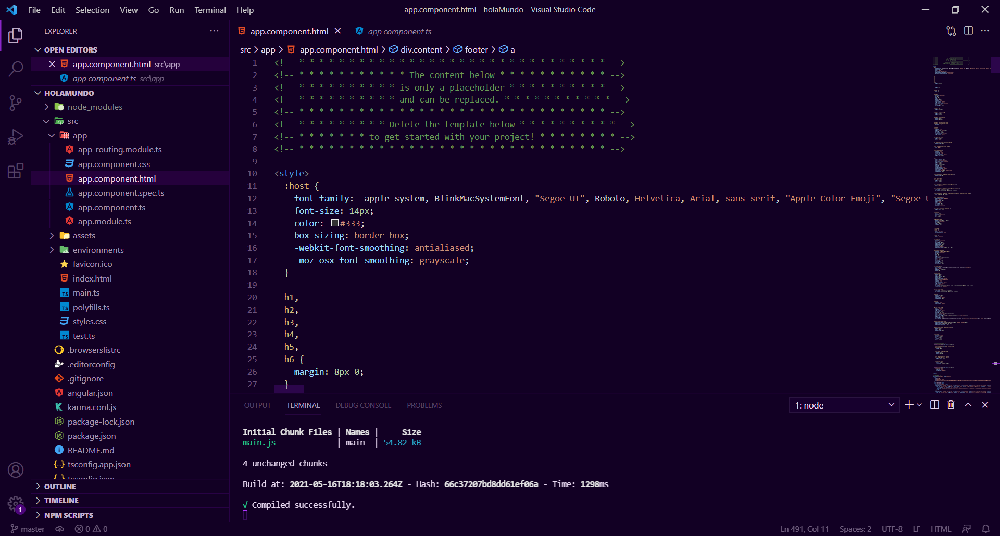 File Edit Selection View Go Run Terminal Help
app.component.html - holaMundo - Visual Studio Code
EXPLORER
OPEN EDITORS
app.component.html src\app
app.component.ts src\app
HOLAMUNDO
node_modules
src
app
app-routing.module.ts
app.component.css
app.component.html
app.component.spec.ts
app.component.ts
app.module.ts
assets
environments
favicon.ico
index.html
main.ts
polyfills.ts
styles.css
test.ts
.browserslistrc
.editorconfig
.gitignore
angular.json
karma.conf.js
package-lock.json
package.json
README.md
tsconfig.app.json
tsconfig.json
OUTLINE
TIMELINE
NPM SCRIPTS
app.component.html app.component.ts
src > app > app.component.html > div.content > footer > a
1 <!-- * * * * * * * * * * * * * * * * * * * * * * * * * * * * * * * -->
2 <!-- * * * * * * * * * * * The content below * * * * * * * * * * * -->
3 <!-- * * * * * * * * * * is only a placeholder * * * * * * * * * * -->
4 <!-- * * * * * * * * * * and can be replaced. * * * * * * * * * * * -->
5 <!-- * * * * * * * * * * * * * * * * * * * * * * * * * * * * * * * -->
6 <!-- * * * * * * * * * Delete the template below * * * * * * * * * * -->
7 <!-- * * * * * * * to get started with your project! * * * * * * * * -->
8 <!-- * * * * * * * * * * * * * * * * * * * * * * * * * * * * * * * -->
9
10 <style>
11 :host {
12 font-family: -apple-system, BlinkMacSystemFont, "Segoe UI", Roboto, Helvetica, Arial, sans-serif, "Apple Color Emoji", "Segoe U
13 font-size: 14px;
14 color: #333;
15 box-sizing: border-box;
16 -webkit-font-smoothing: antialiased;
17 -moz-osx-font-smoothing: grayscale;
18 }
19
20 h1,
21 h2,
22 h3,
23 h4,
24 h5,
25 h6 {
26 margin: 8px 0;
27 }
OUTPUT TERMINAL DEBUG CONSOLE PROBLEMS
1: node
Initial Chunk Files | Names | Size
main.js | main | 54.82 kB
4 unchanged chunks
Build at: 2021-05-16T18:18:03.264Z - Hash: 66c37207bd8dd61ef06a - Time: 1298ms
√ Compiled successfully.
1
master 0 0
Ln 491, Col 11 Spaces: 2 UTF-8 LF HTML